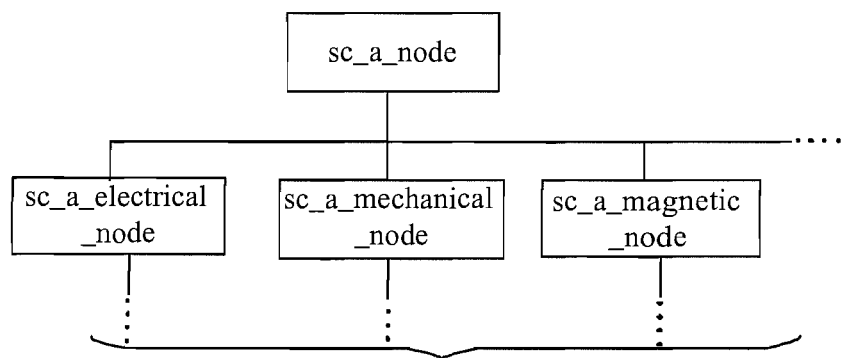 sc_a_node
sc_a_electrical
_node
sc_a_mechanical
_node
sc_a_magnetic
_node